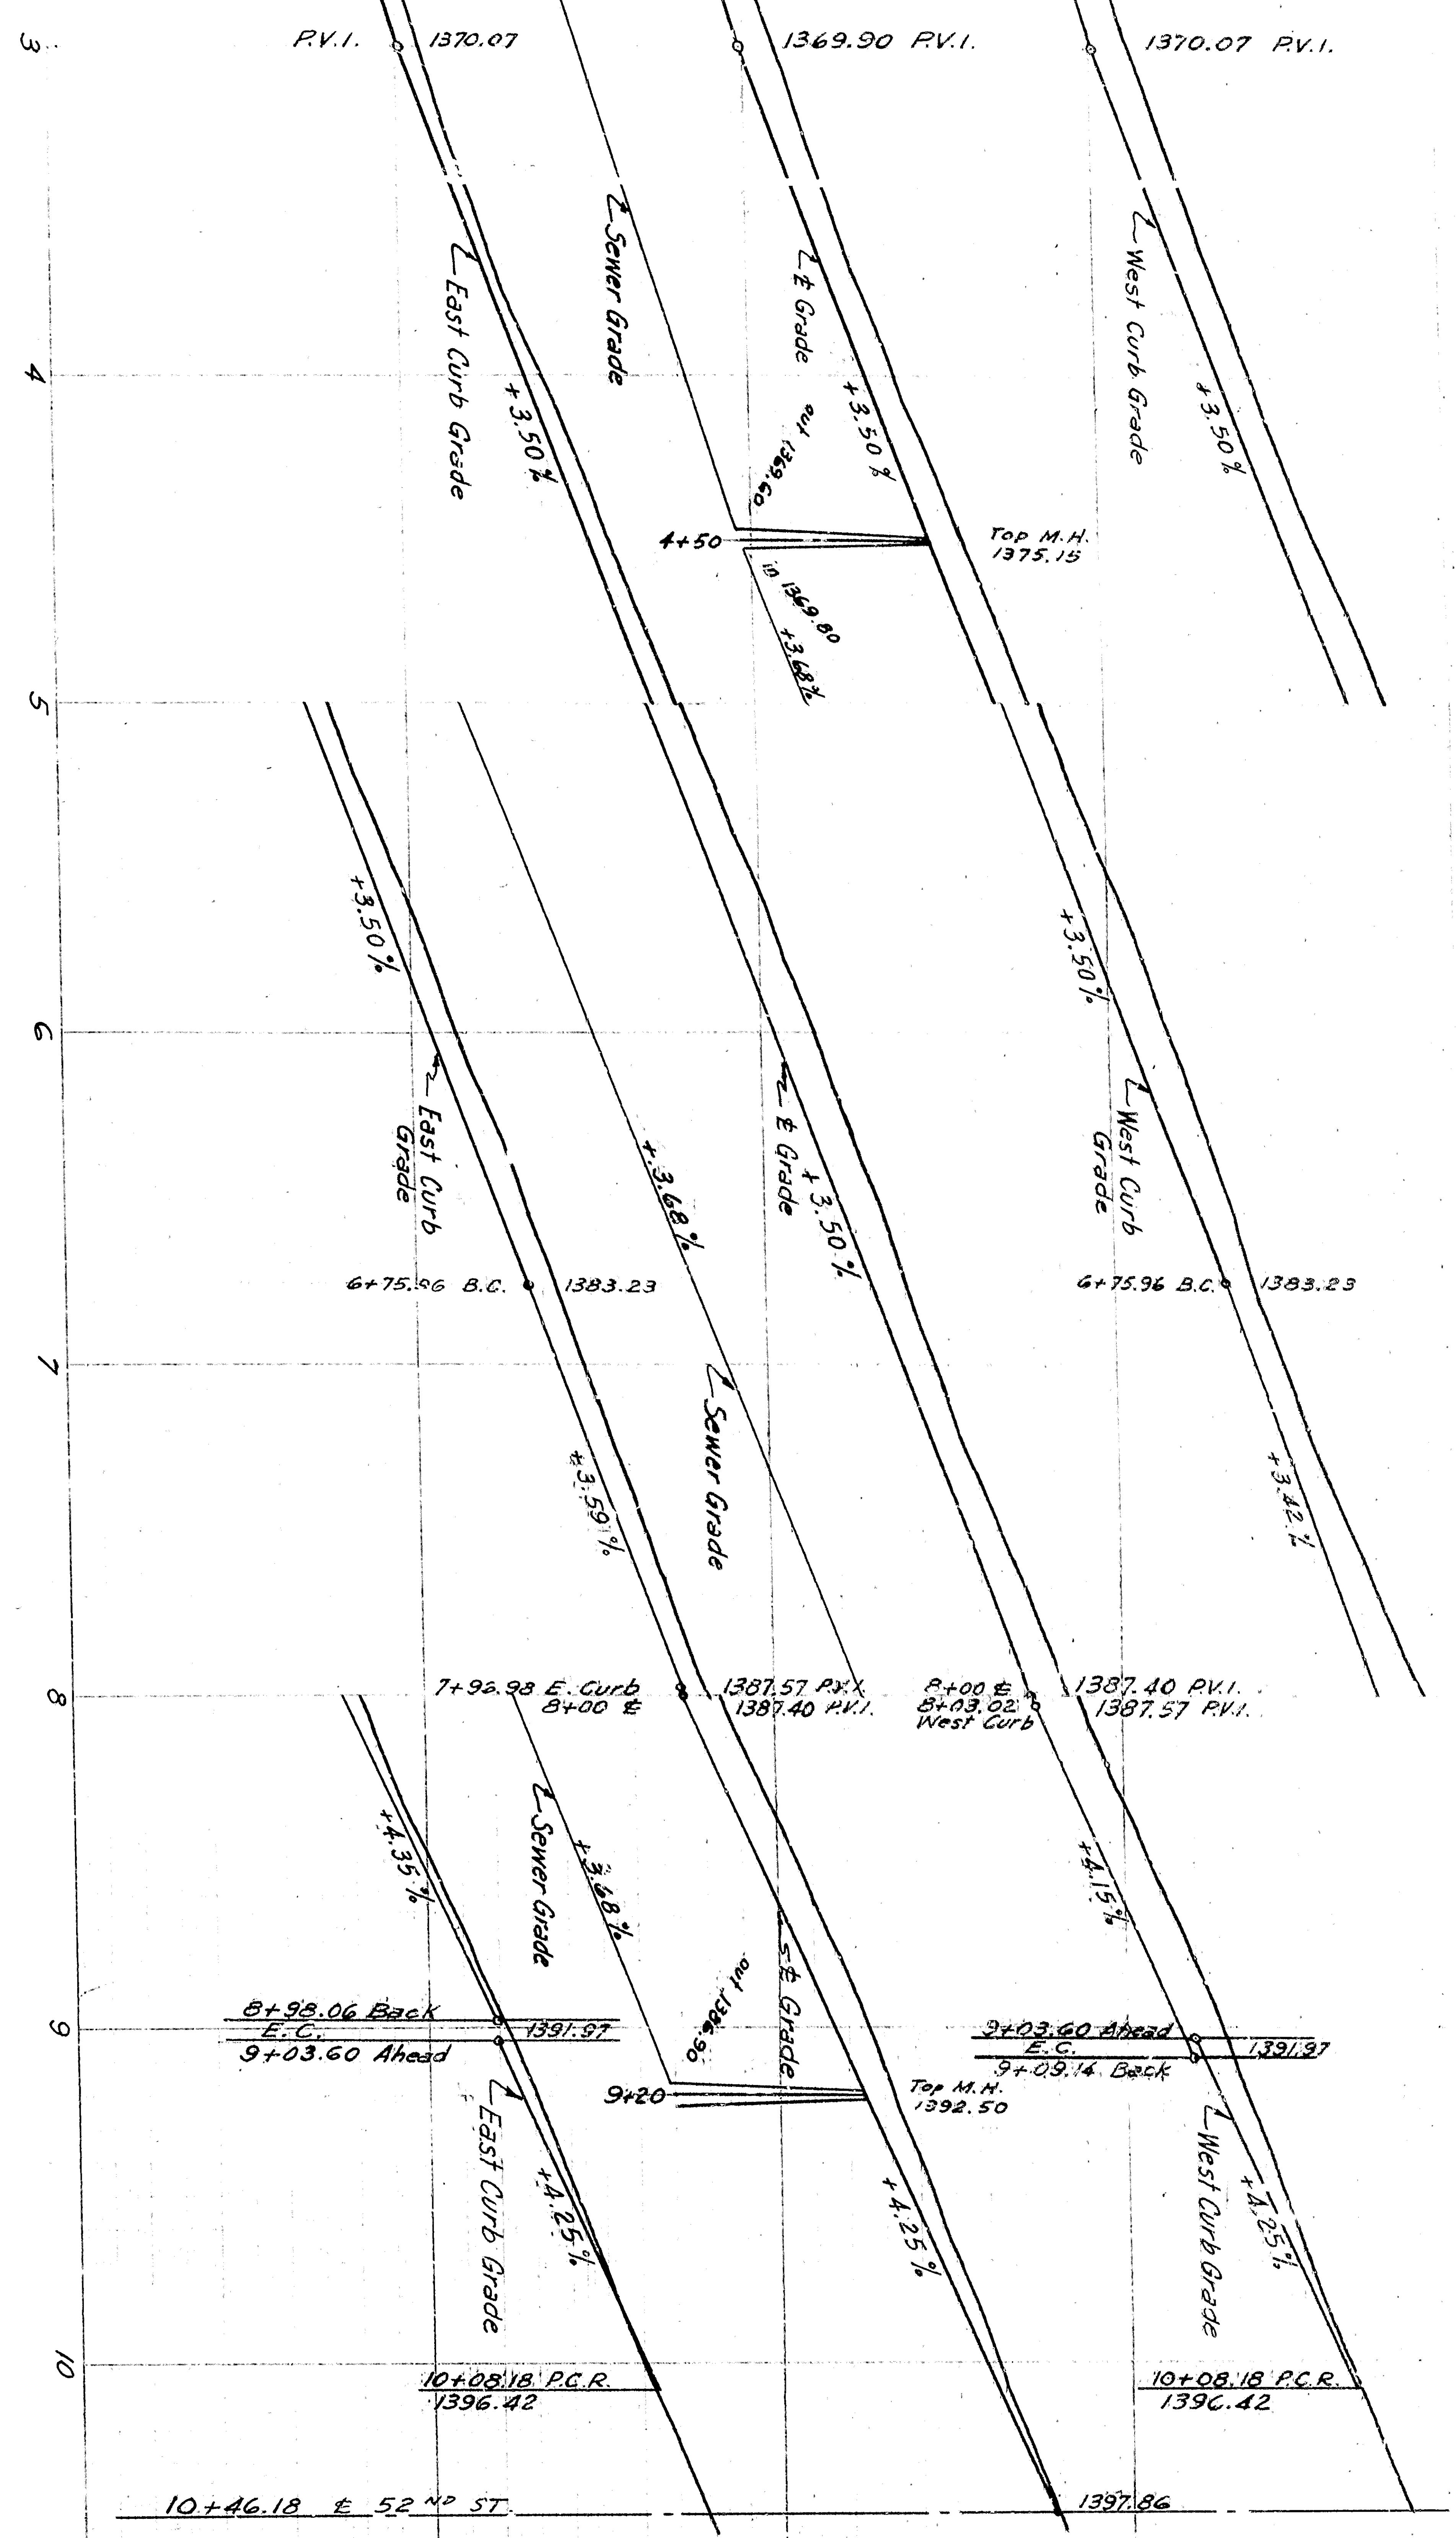 3
P.V.I. 1370.07
1369.90 P.V.I.
1370.07 P.V.I.
East Curb Grade
Sewer Grade
℄ Grade
West Curb Grade
4
+3.50%
+3.50%
+3.50%
out 1369.60
4+50
Top M.H.
1375.15
in 1369.80
+3.68%
5
+3.50%
+3.50%
6
East Curb
Grade
℄ Grade
West Curb
Grade
+3.68%
+3.50%
6+75.96 B.C. 1383.23
6+75.96 B.C. 1383.23
7
Sewer Grade
+3.59%
+3.42%
8
7+96.98 E. Curb 1387.57 P.V.I.
8+00 ℄ 1387.40 P.V.I.
8+00 ℄ 1387.40 P.V.I.
8+03.02 1387.57 P.V.I.
West Curb
Sewer Grade
+4.35%
+3.68%
+4.15%
℄ Grade
out 1386.90
9
8+98.06 Back
E.C. 1391.97
9+03.60 Ahead
9+03.60 Ahead
E.C. 1391.97
9+09.14 Back
9+20
Top M.H.
1392.50
East Curb Grade
West Curb Grade
+4.25%
+4.25%
+4.25%
10
10+08.18 P.C.R.
1396.42
10+08.18 P.C.R.
1396.42
10+46.18 ℄ 52ND ST.
1397.86